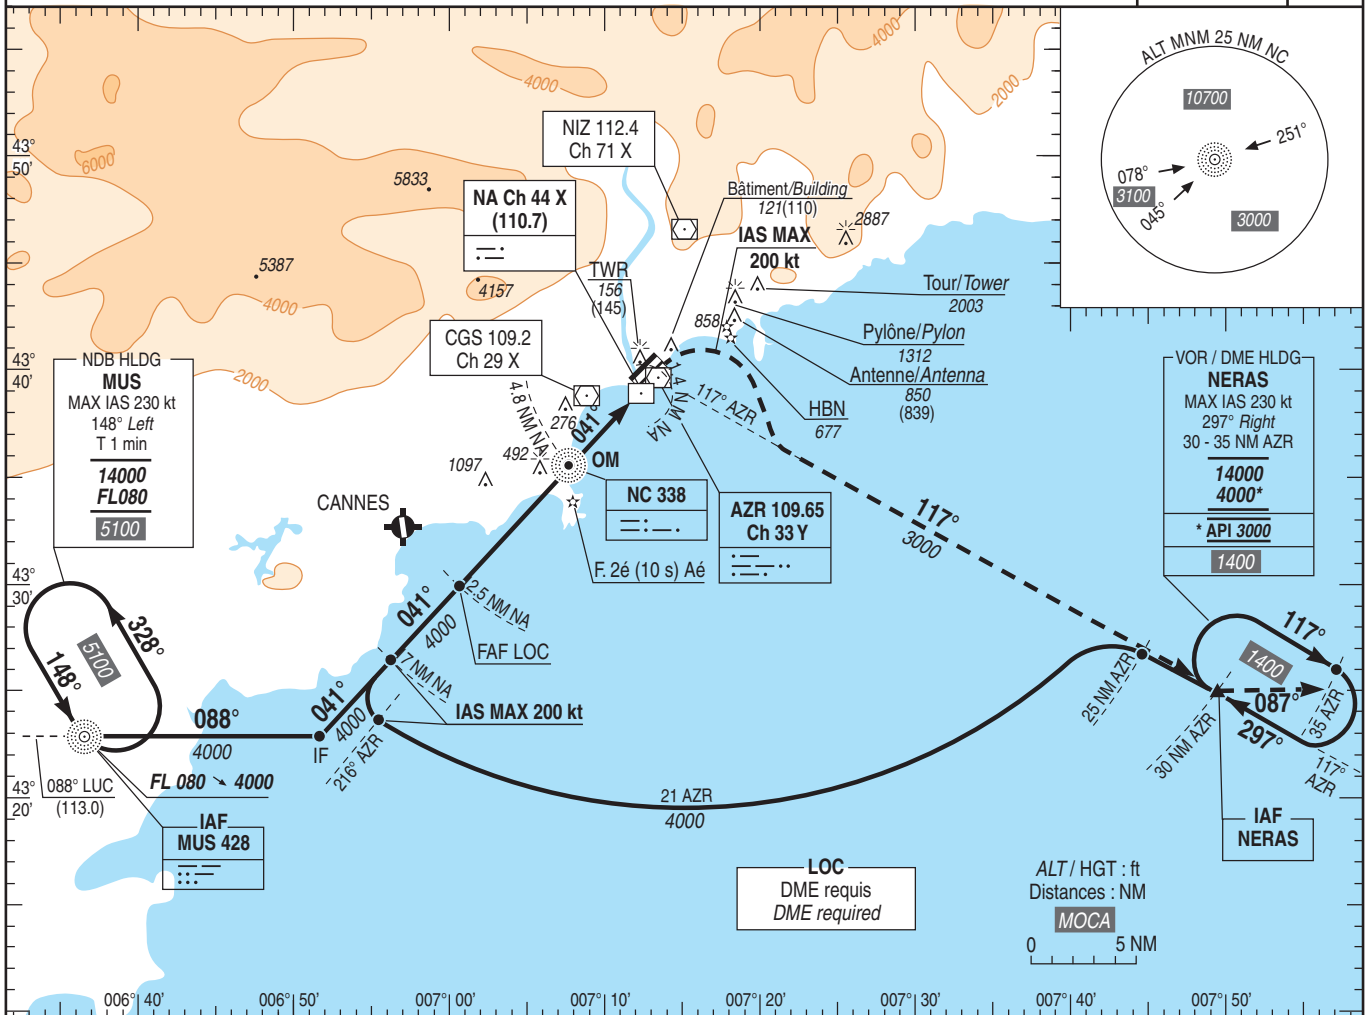 4000
4000
2000
6000
4000
2000
43°
50'
43°
40'
43°
30'
43°
20'
ALT MNM 25 NM NC
10700
251°
078°
3100
045°
3000
NIZ 112.4
Ch 71 X
5833
NA Ch 44 X
(110.7)
Bâtiment/Building
121(110)
2887
IAS MAX
200 kt
5387
4157
TWR
156
(145)
Tour/Tower
2003
858
Pylône/Pylon
1312
CGS 109.2
Ch 29 X
Antenne/Antenna
850
(839)
HBN
677
NDB HLDG
MUS
MAX IAS 230 kt
148° Left
T 1 min
14000
FL080
5100
VOR / DME HLDG
NERAS
MAX IAS 230 kt
297° Right
30 - 35 NM AZR
14000
4000*
* API 3000
1400
4.8 NM NA
276
041°
1.4 NM NA
117° AZR
492
OM
1097
NC 338
AZR 109.65
Ch 33 Y
CANNES
117°
3000
F. 2é (10 s) Aé
2.5 NM NA
041°
4000
FAF LOC
328°
5100
148°
7 NM NA
IAS MAX 200 kt
041°
4000
088°
4000
IF
216° AZR
117°
1400
087°
297°
25 NM AZR
30 NM AZR
35 AZR
117°
AZR
088° LUC
(113.0)
FL 080 ↘ 4000
IAF
MUS 428
21 AZR
4000
IAF
NERAS
LOC
DME requis
DME required
ALT / HGT : ft
Distances : NM
MOCA
0 5 NM
006° 40' 006° 50' 007° 00' 007° 10' 007° 20' 007° 30' 007° 40' 007° 50'